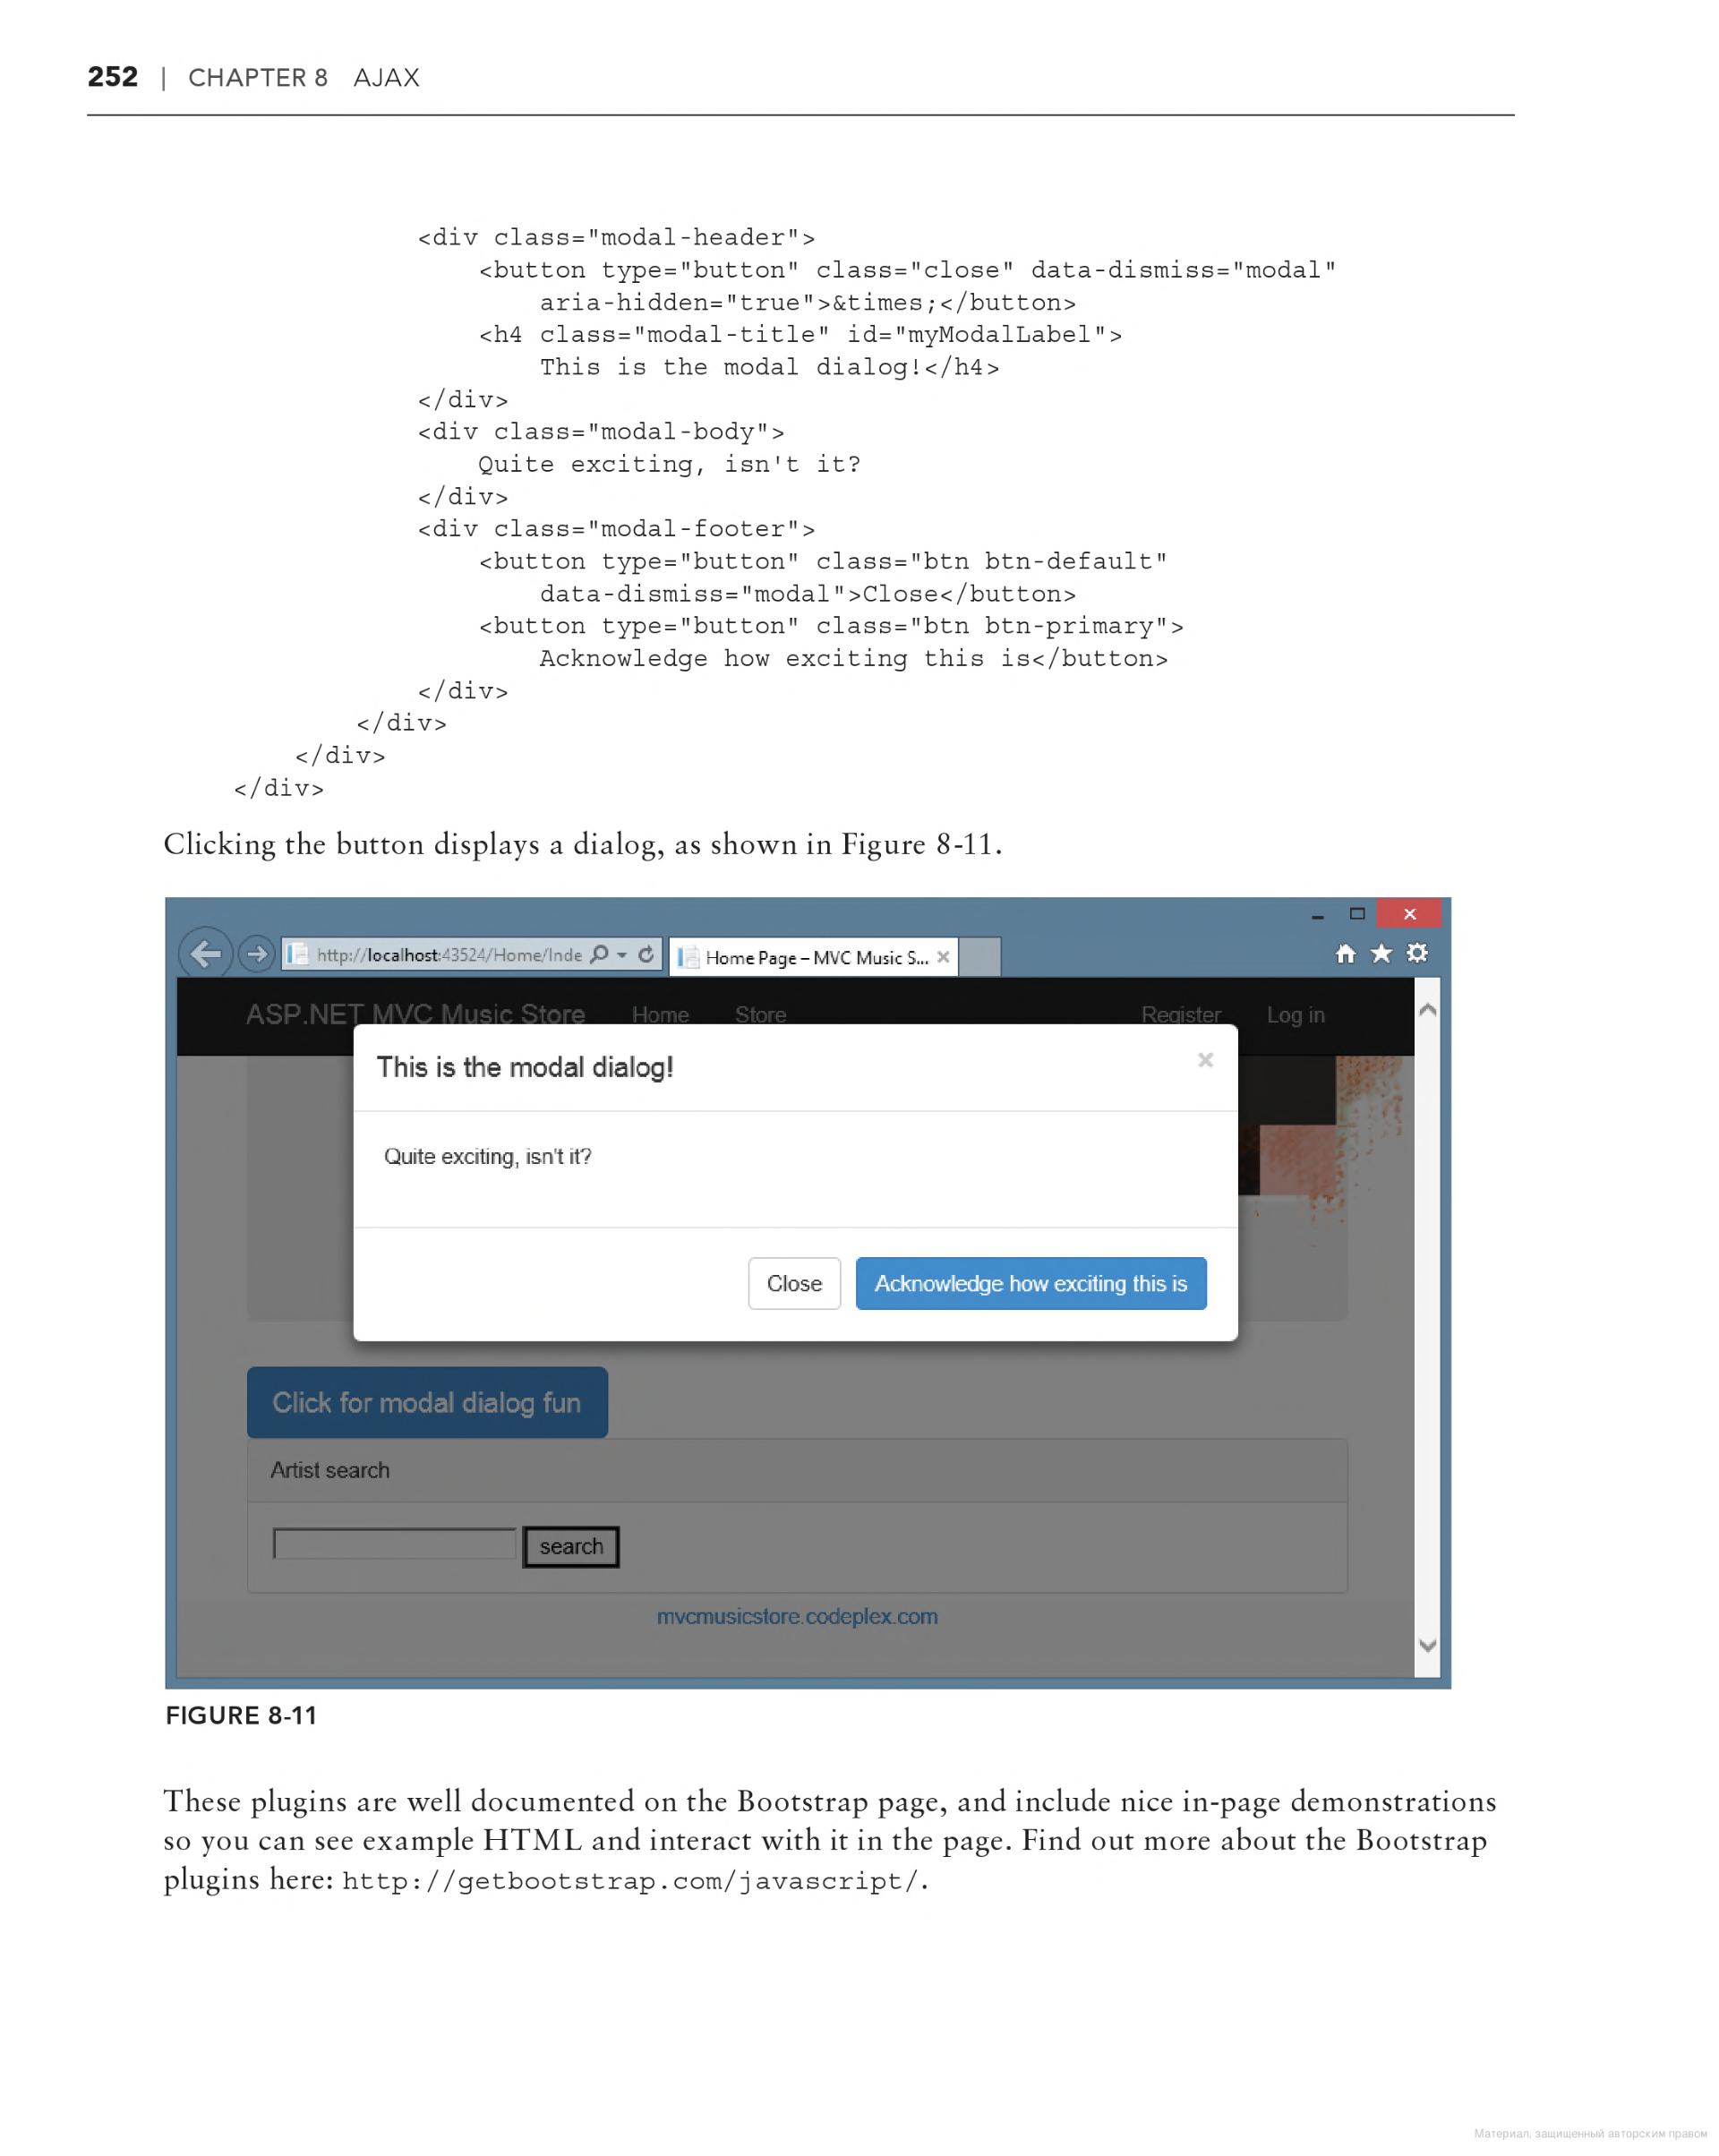 252 | CHAPTER 8 AJAX
<div class="modal-header">
<button type="button" class="close" data-dismiss="modal"
aria-hidden="true">&times;</button>
<h4 class="modal-title" id="myModalLabel">
This is the modal dialog!</h4>
</div>
<div class="modal-body">
Quite exciting, isn't it?
</div>
<div class="modal-footer">
<button type="button" class="btn btn-default"
data-dismiss="modal">Close</button>
<button type="button" class="btn btn-primary">
Acknowledge how exciting this is</button>
</div>
</div>
</div>
</div>
Clicking the button displays a dialog, as shown in Figure 8-11.
http://localhost:43524/Home/Inde
Home Page – MVC Music S...
ASP.NET MVC Music Store Home Store Register Log in
This is the modal dialog! ×
Quite exciting, isn't it?
Close Acknowledge how exciting this is
Click for modal dialog fun
Artist search
search
mvcmusicstore.codeplex.com
FIGURE 8-11
These plugins are well documented on the Bootstrap page, and include nice in-page demonstrations
so you can see example HTML and interact with it in the page. Find out more about the Bootstrap
plugins here: http://getbootstrap.com/javascript/.
Материал, защищенный авторским правом